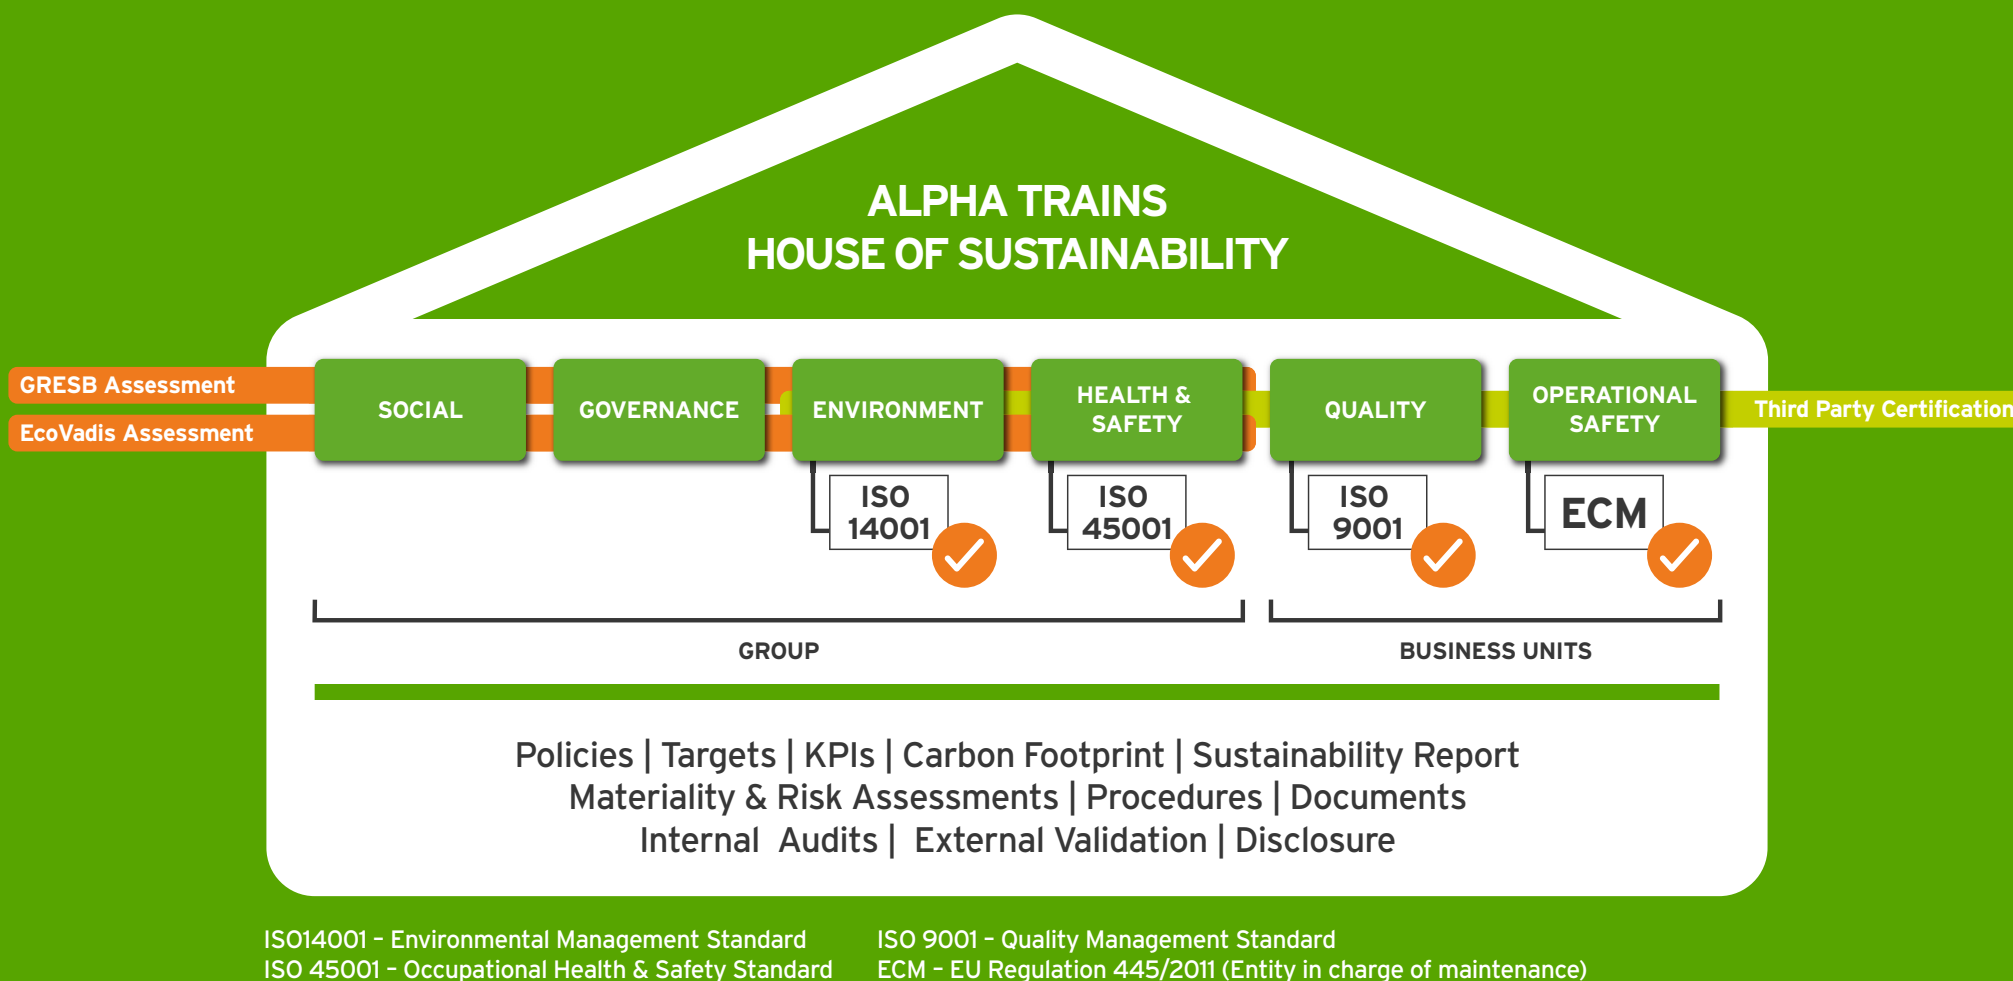 ALPHA TRAINS
HOUSE OF SUSTAINABILITY
GRESB Assessment
EcoVadis Assessment
SOCIAL
GOVERNANCE
ENVIRONMENT
HEALTH &
SAFETY
QUALITY
OPERATIONAL
SAFETY
Third Party Certification
ISO
14001
ISO
45001
ISO
9001
ECM
GROUP
BUSINESS UNITS
Policies | Targets | KPIs | Carbon Footprint | Sustainability Report
Materiality & Risk Assessments | Procedures | Documents
Internal Audits | External Validation | Disclosure
ISO14001 – Environmental Management Standard
ISO 45001 – Occupational Health & Safety Standard
ISO 9001 – Quality Management Standard
ECM – EU Regulation 445/2011 (Entity in charge of maintenance)